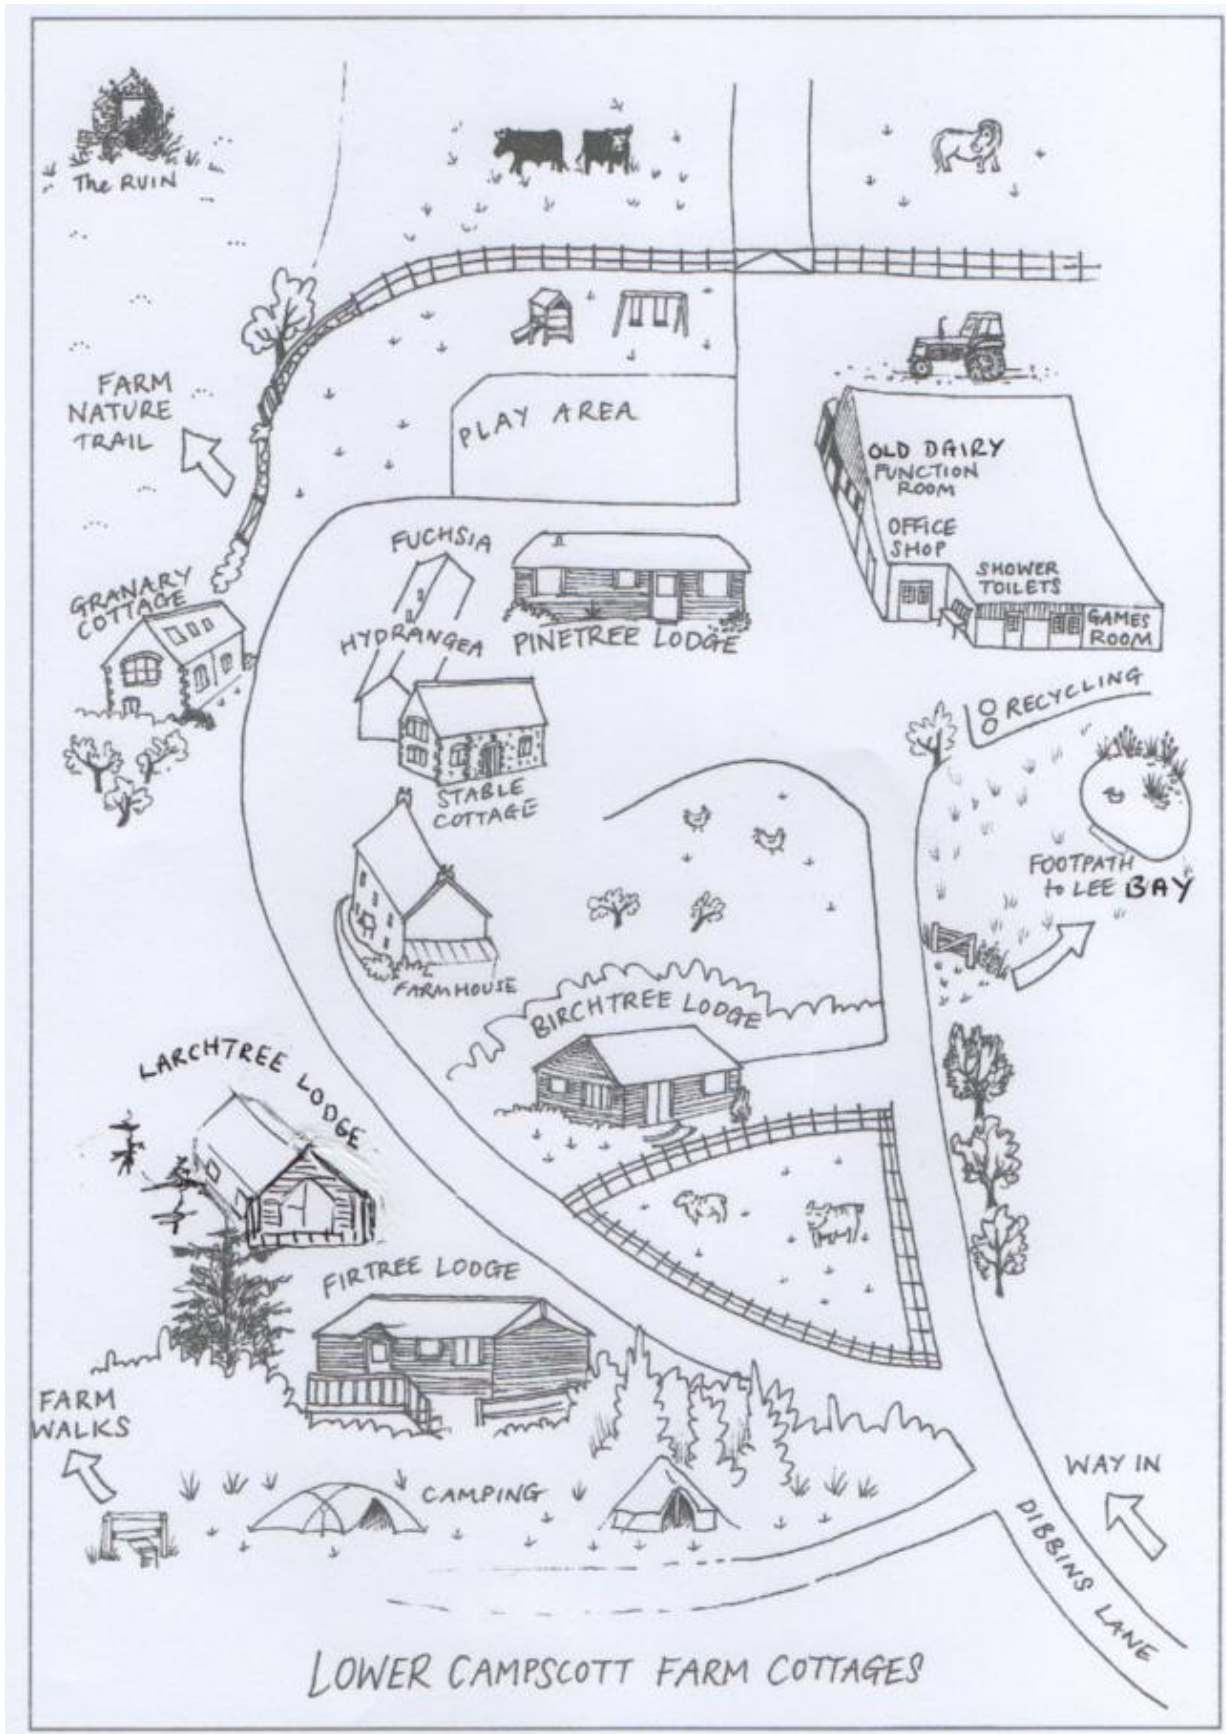 The RUIN
FARM
NATURE
TRAIL
PLAY AREA
OLD DAIRY
FUNCTION
ROOM
OFFICE
SHOP
SHOWER
TOILETS
GAMES
ROOM
FUCHSIA
GRANARY
COTTAGE
HYDRANGEA
PINETREE LODGE
RECYCLING
STABLE
COTTAGE
FOOTPATH
to LEE BAY
FARMHOUSE
BIRCHTREE LODGE
LARCHTREE LODGE
FIRTREE LODGE
FARM
WALKS
CAMPING
WAY IN
DIBBINS LANE
LOWER CAMPSCOTT FARM COTTAGES